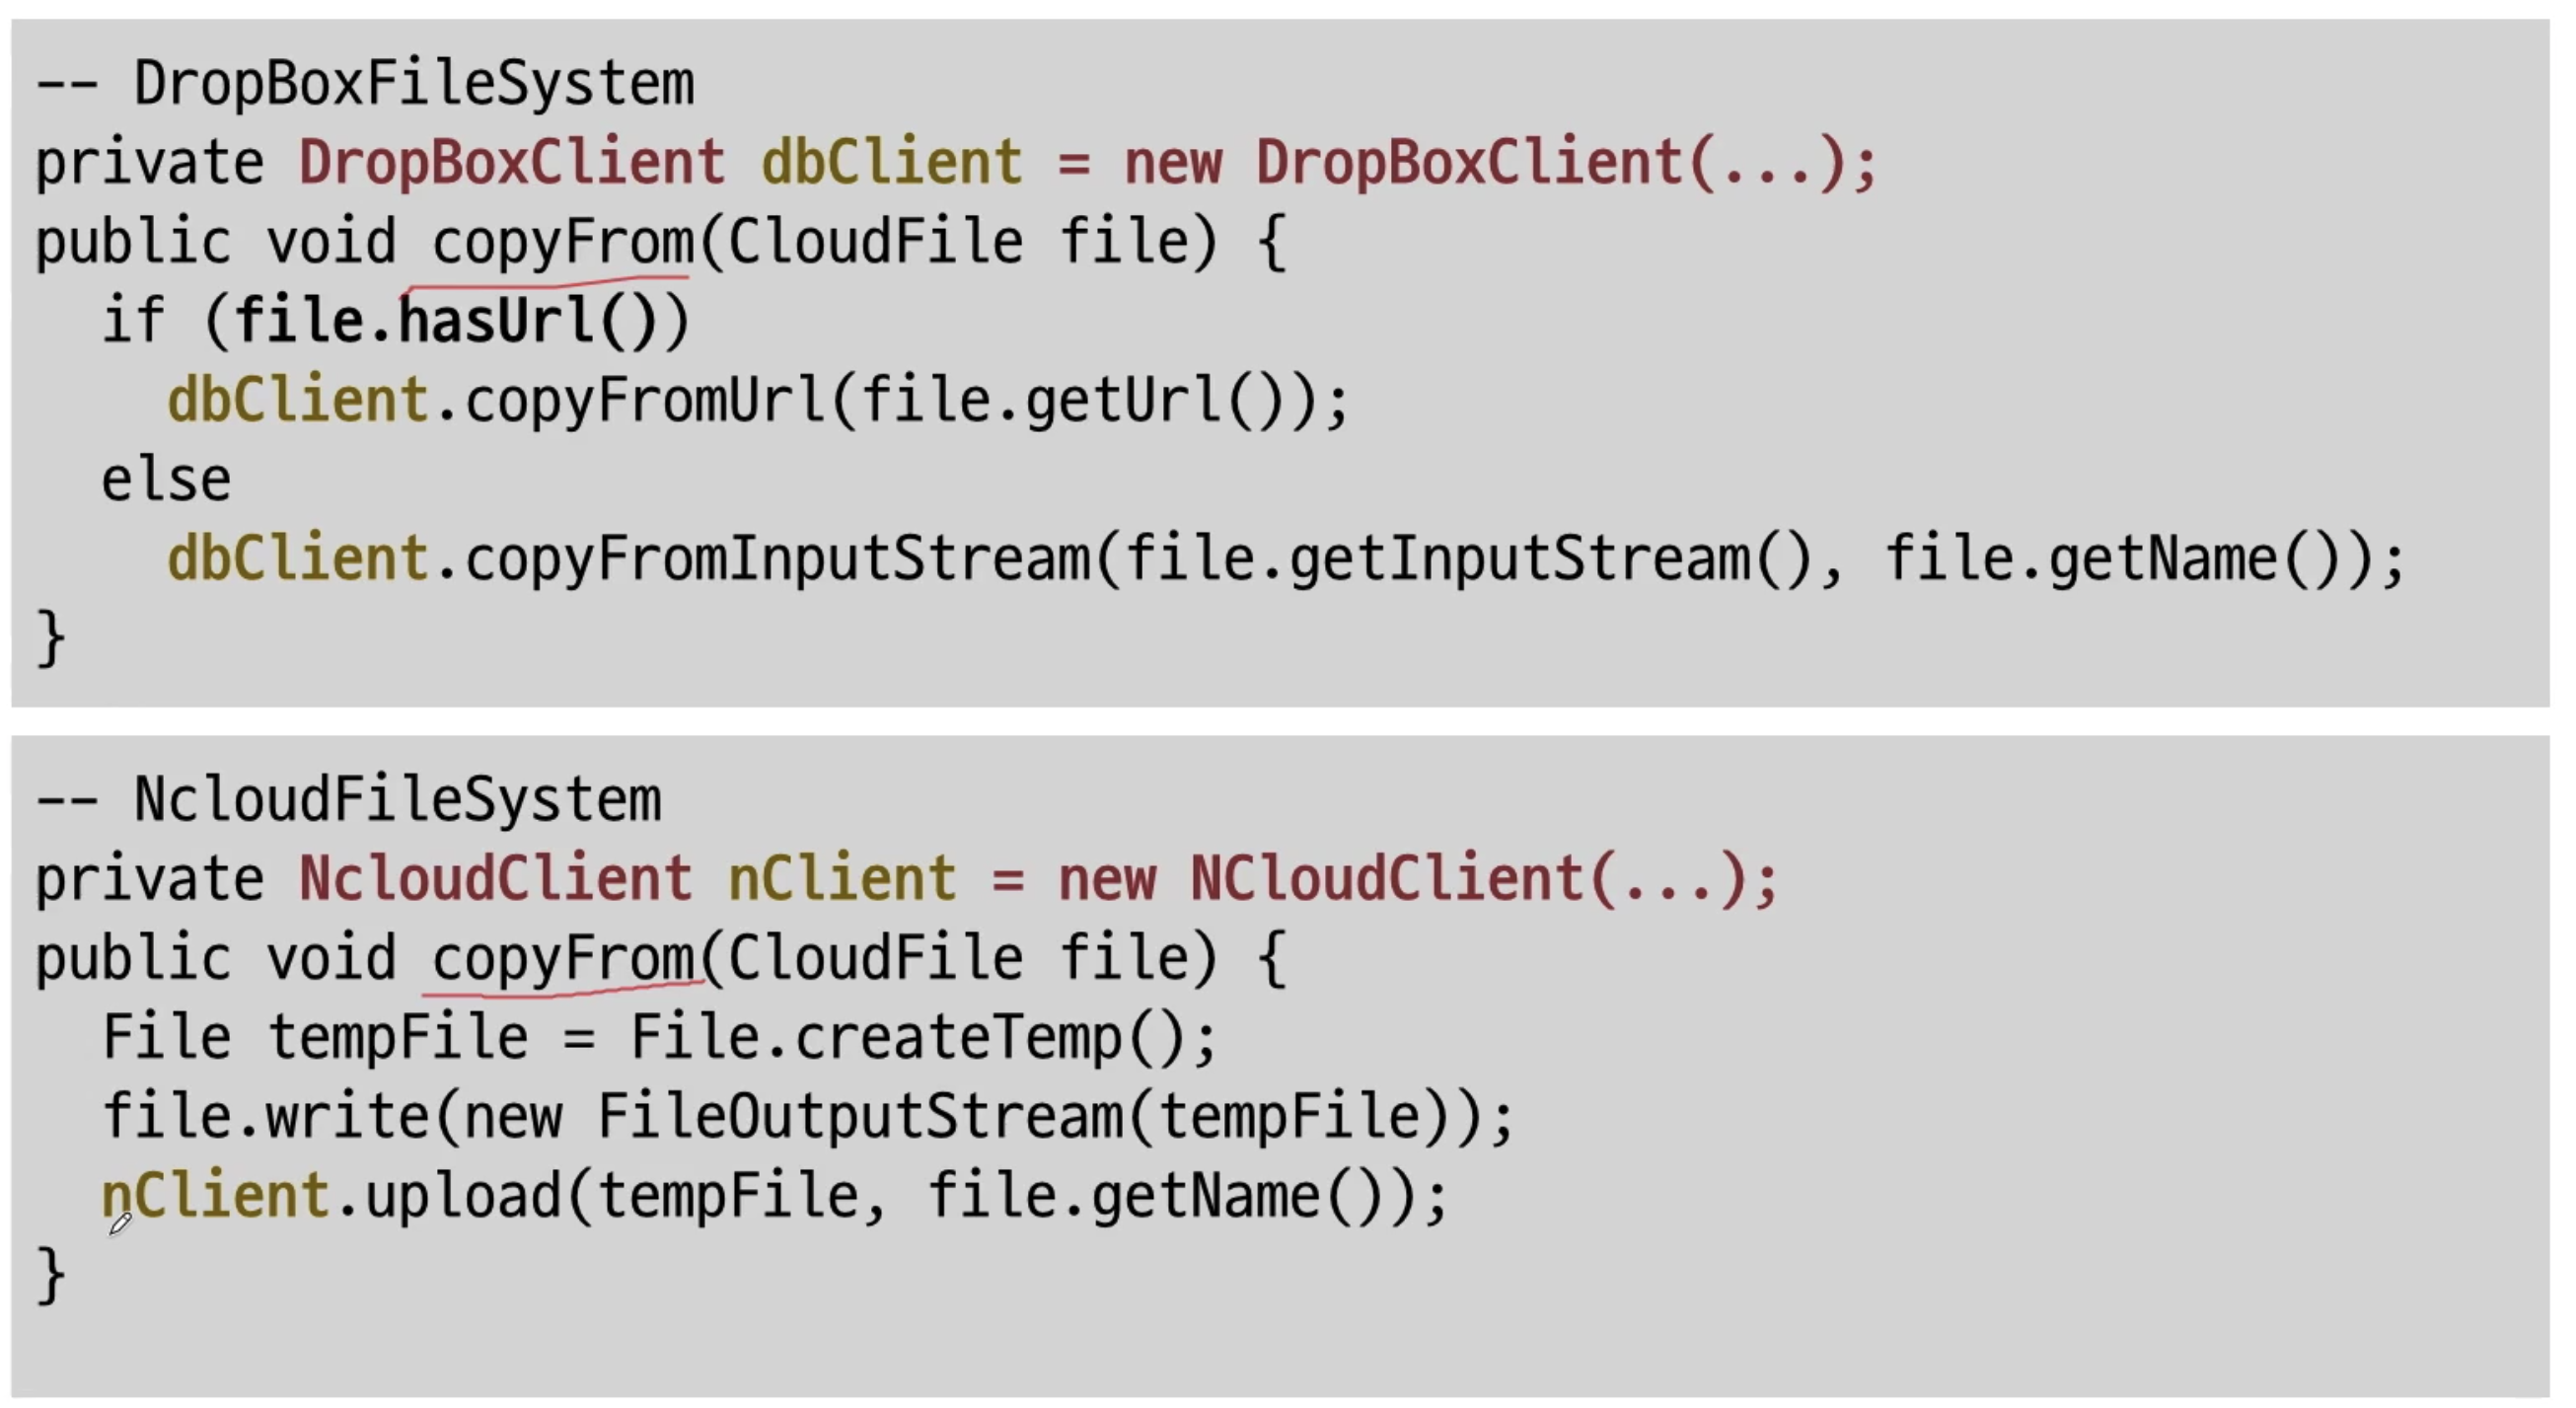 -- DropBoxFileSystem
private DropBoxClient dbClient = new DropBoxClient(...);
public void copyFrom(CloudFile file) {
  if (file.hasUrl())
    dbClient.copyFromUrl(file.getUrl());
  else
    dbClient.copyFromInputStream(file.getInputStream(), file.getName());
}
-- NcloudFileSystem
private NcloudClient nClient = new NCloudClient(...);
public void copyFrom(CloudFile file) {
  File tempFile = File.createTemp();
  file.write(new FileOutputStream(tempFile));
  nClient.upload(tempFile, file.getName());
}